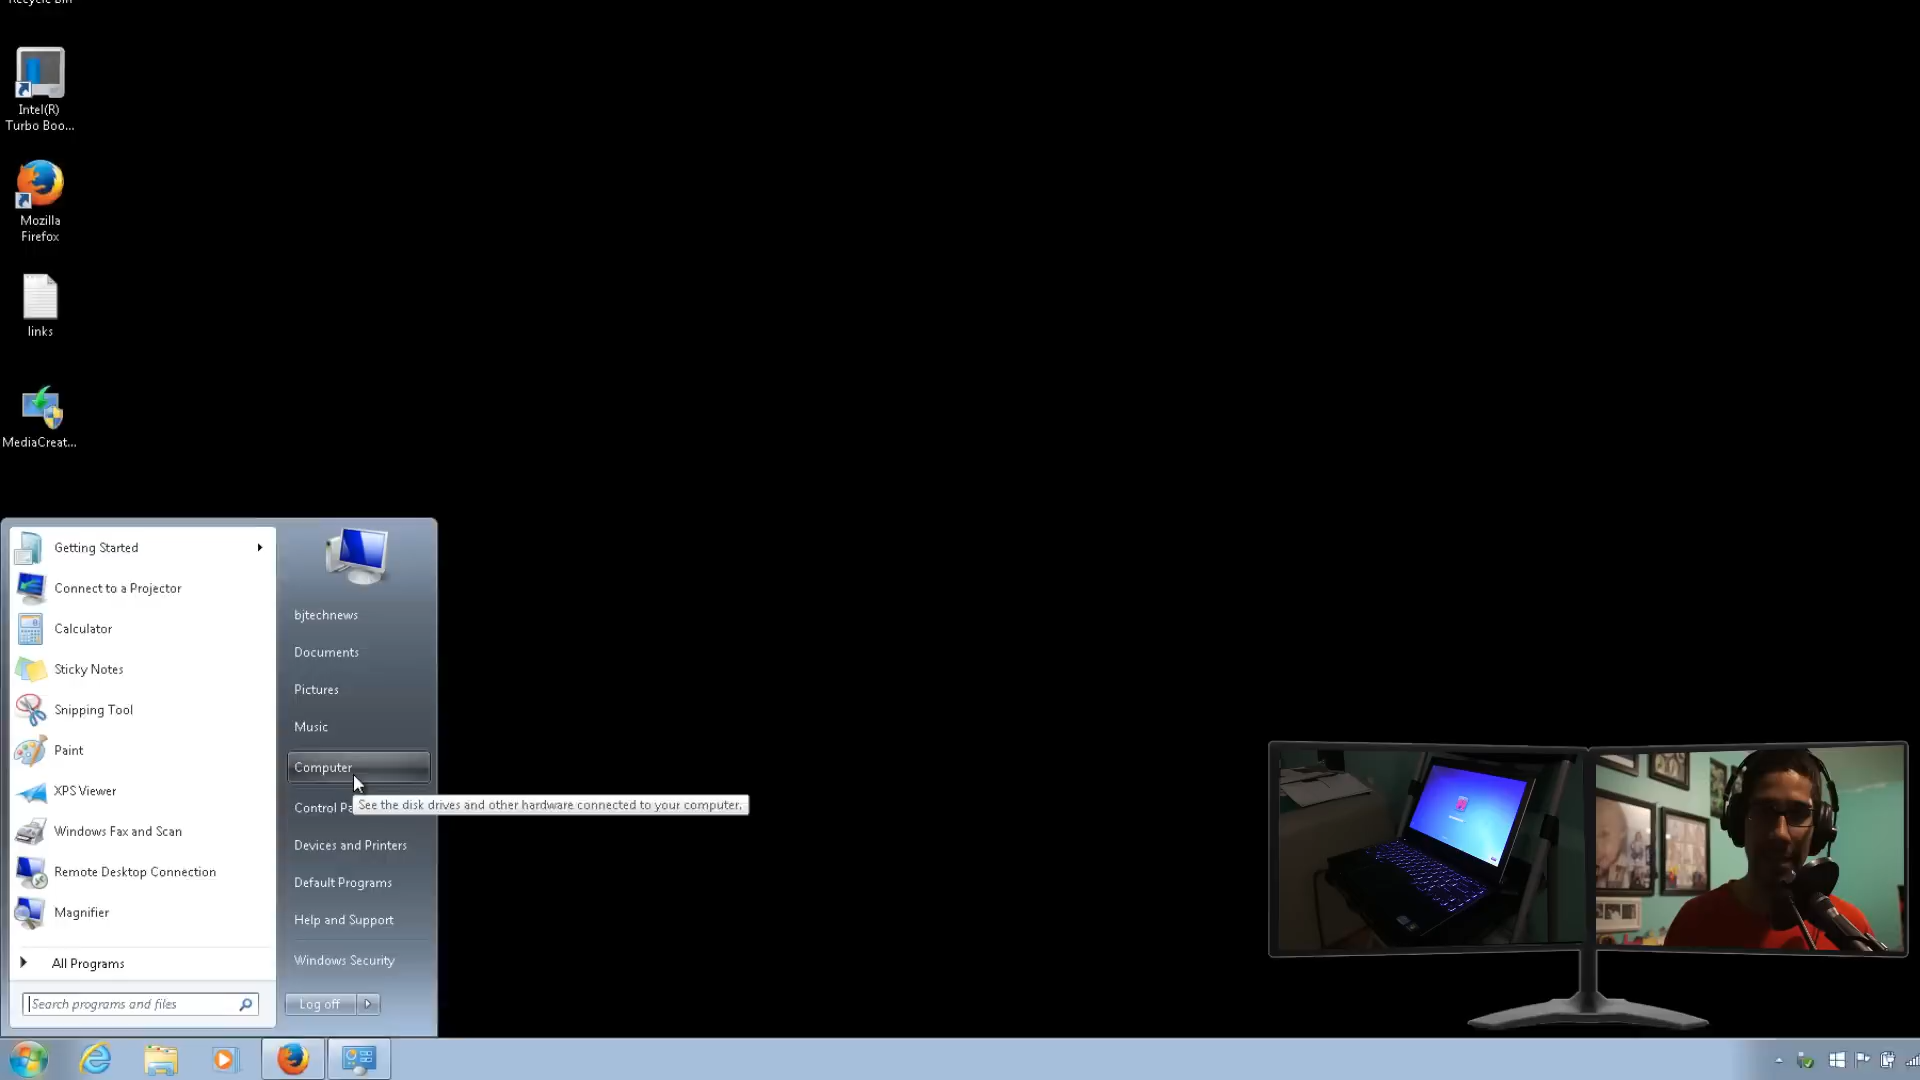 Recycle Bin
Intel(R)
Turbo Boo...
Mozilla
Firefox
links
MediaCreat...
Getting Started
Connect to a Projector
Calculator
Sticky Notes
Snipping Tool
Paint
XPS Viewer
Windows Fax and Scan
Remote Desktop Connection
Magnifier
All Programs
Search programs and files
bjtechnews
Documents
Pictures
Music
Computer
See the disk drives and other hardware connected to your computer.
Control Pa
Devices and Printers
Default Programs
Help and Support
Windows Security
Log off